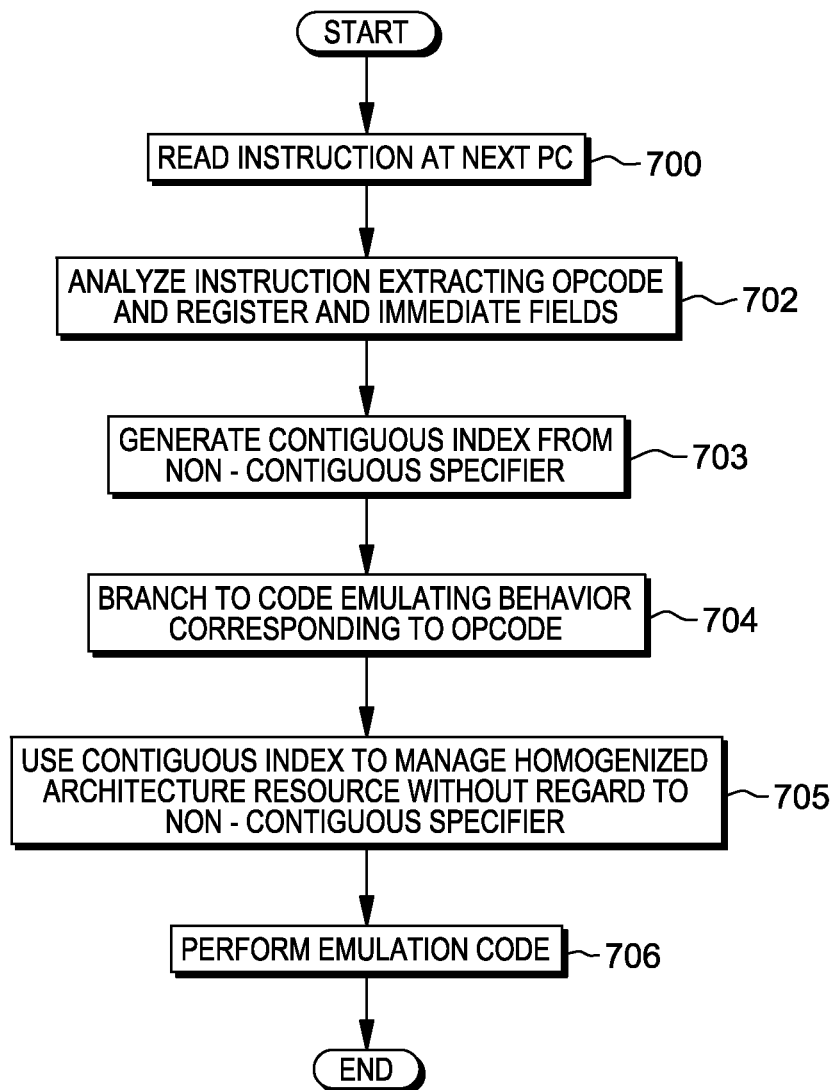 START
READ INSTRUCTION AT NEXT PC
700
ANALYZE INSTRUCTION EXTRACTING OPCODE
AND REGISTER AND IMMEDIATE FIELDS
702
GENERATE CONTIGUOUS INDEX FROM
NON - CONTIGUOUS SPECIFIER
703
BRANCH TO CODE EMULATING BEHAVIOR
CORRESPONDING TO OPCODE
704
USE CONTIGUOUS INDEX TO MANAGE HOMOGENIZED
ARCHITECTURE RESOURCE WITHOUT REGARD TO
NON - CONTIGUOUS SPECIFIER
705
PERFORM EMULATION CODE
706
END